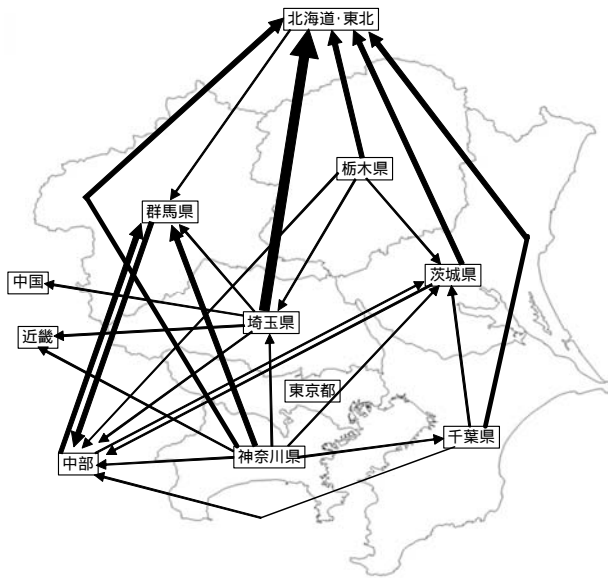 北海道・東北
栃木県
群馬県
茨城県
中国
埼玉県
近畿
東京都
千葉県
中部
神奈川県